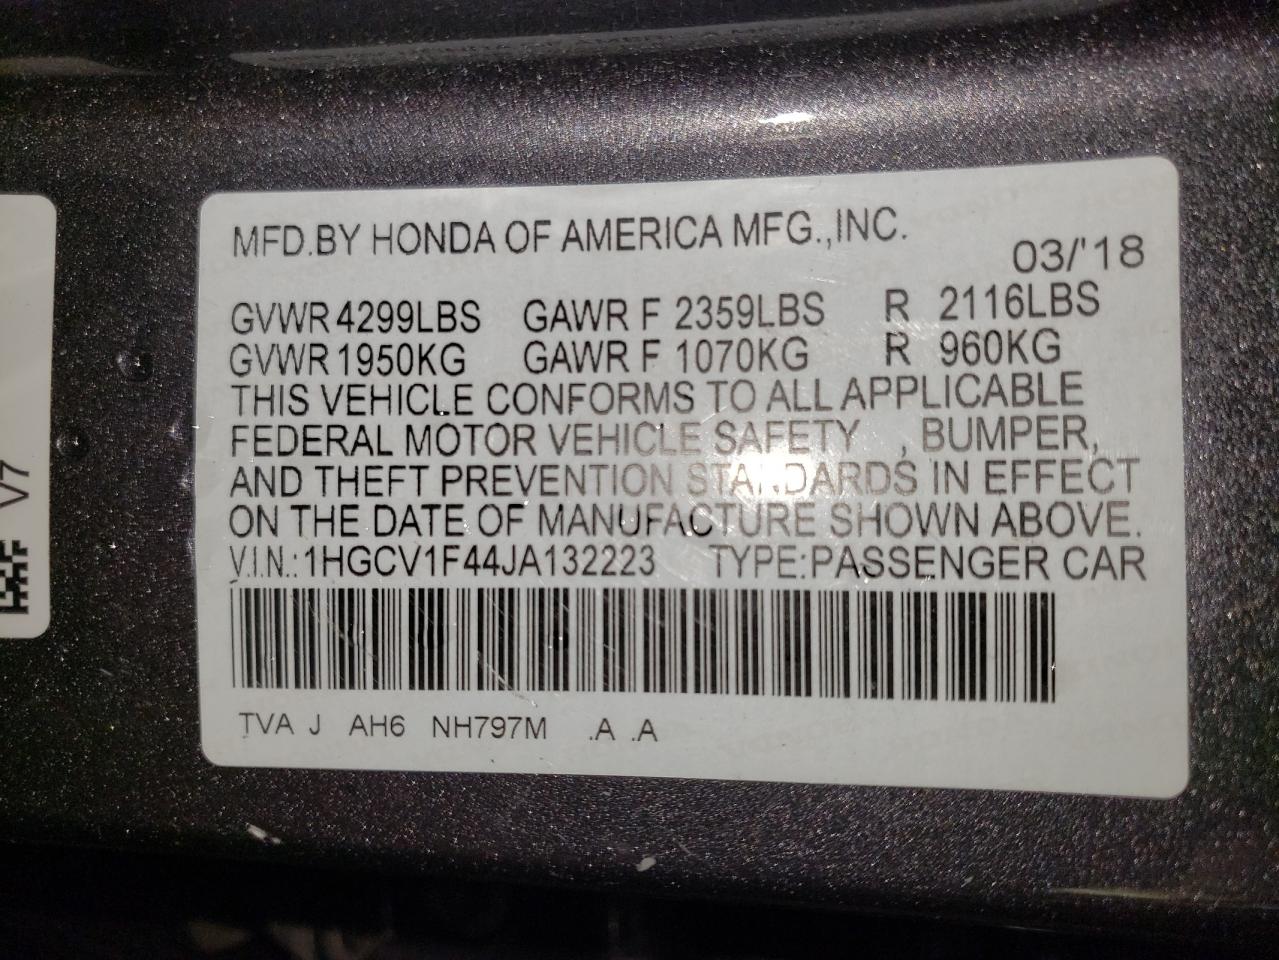 MFD.BY HONDA OF AMERICA MFG.,INC.
03/'18
GVWR 4299LBS GAWR F 2359LBS R 2116LBS
GVWR 1950KG GAWR F 1070KG R 960KG
THIS VEHICLE CONFORMS TO ALL APPLICABLE
FEDERAL MOTOR VEHICLE SAFETY , BUMPER,
AND THEFT PREVENTION STANDARDS IN EFFECT
ON THE DATE OF MANUFACTURE SHOWN ABOVE.
V.I.N.:1HGCV1F44JA132223 TYPE:PASSENGER CAR
TVA J AH6 NH797M .A .A
V7